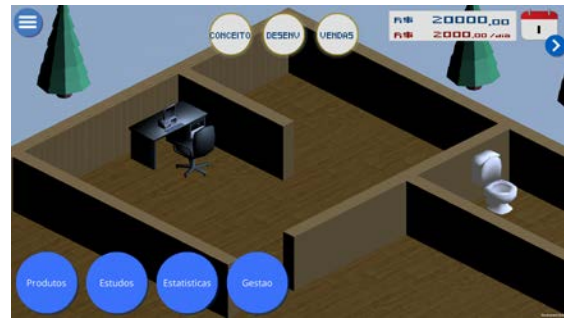 CONCEITO
DESENV
VENDAS
R$ 20000,00
R$ 2000,00 /dia
1
Produtos
Estudos
Estatisticas
Gestao